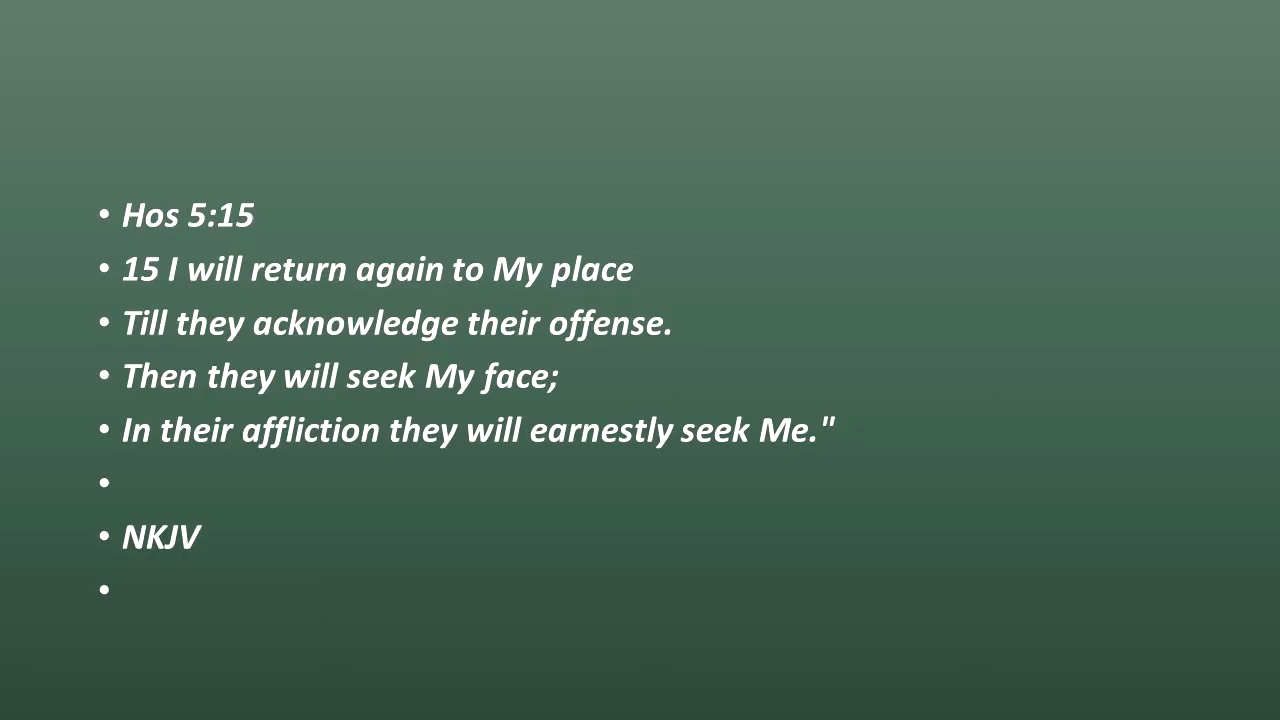 • Hos 5:15
• 15 I will return again to My place
• Till they acknowledge their offense.
• Then they will seek My face;
• In their affliction they will earnestly seek Me."
•
• NKJV
•